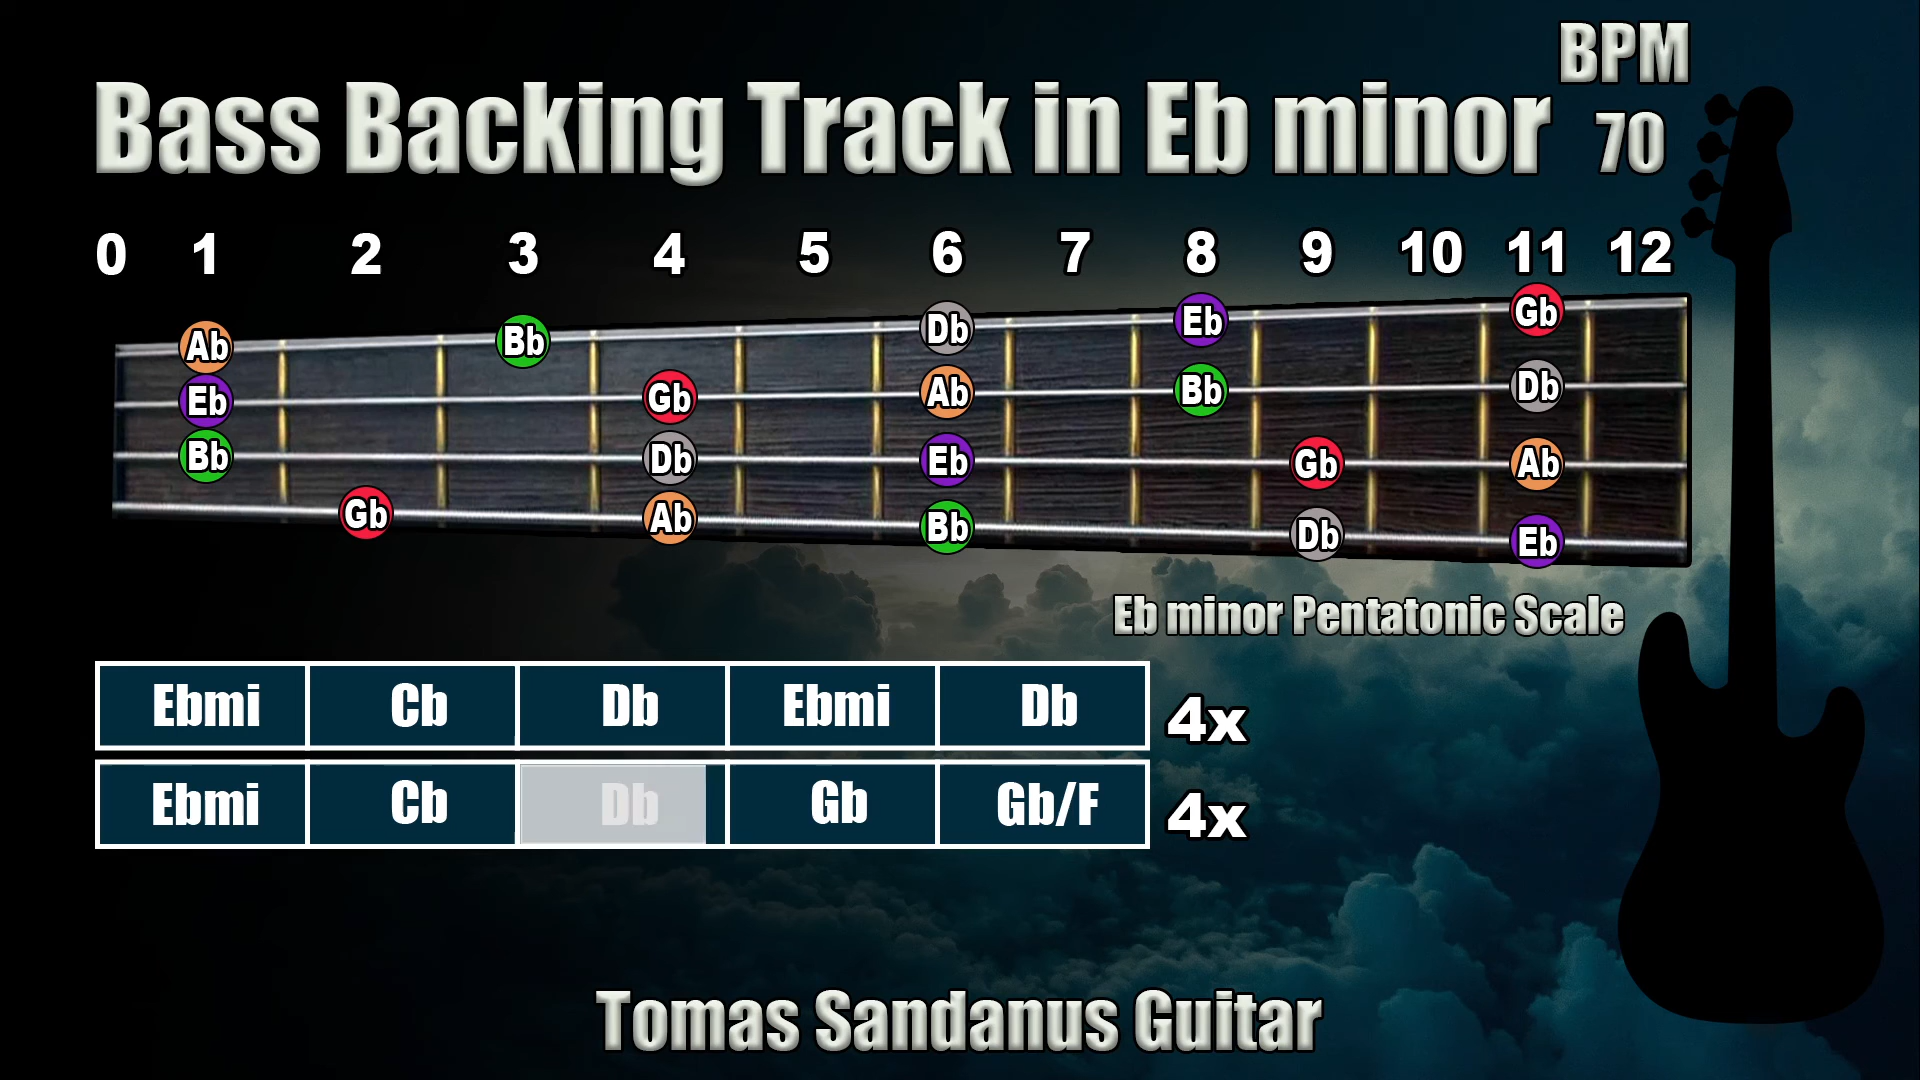 BPM
Bass Backing Track in Eb minor
70
0 1 2 3 4 5 6 7 8 9 10 11 12
Ab Bb Db Eb Gb
Eb Gb Ab Bb Db
Bb Db Eb Gb Ab
Gb Ab Bb Db Eb
Eb minor Pentatonic Scale
Ebmi Cb Db Ebmi Db 4x
Ebmi Cb Db Gb Gb/F 4x
Tomas Sandanus Guitar